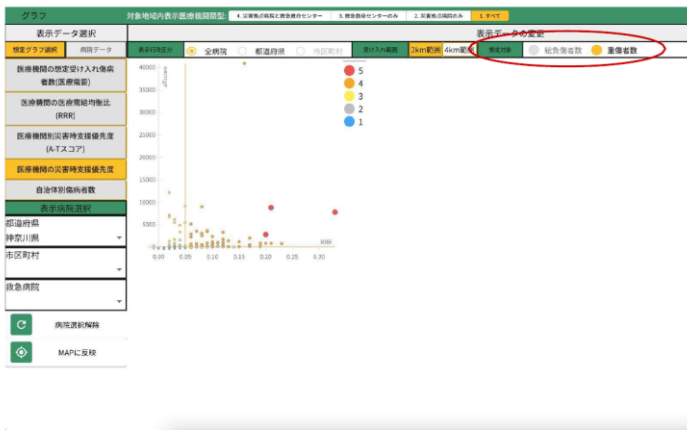 グラフ
対象地域内表示医療機関類型:
4. 災害拠点病院と救急救命センター
3. 救急救命センターのみ
2. 災害拠点病院のみ
1. すべて
表示データ選択
表示データの変更
想定グラフ選択
病院データ
表示行政区分
全病院
都道府県
市区町村
受け入れ範囲
2km範囲
4km範囲
想定対象
総負傷者数
重傷者数
医療機関の想定受け入れ傷病
者数(医療需要)
医療機関の医療需給均衡比
(RRR)
医療機関別災害時支援優先度
(A-Tスコア)
医療機関の災害時支援優先度
自治体別傷病者数
表示病院選択
都道府県
神奈川県
市区町村
救急病院
病院選択解除
MAPに反映
40000
35000
30000
25000
20000
15000
10000
5000
0
0.00
0.05
0.10
0.15
0.20
0.25
0.30
RRR
5
4
3
2
1